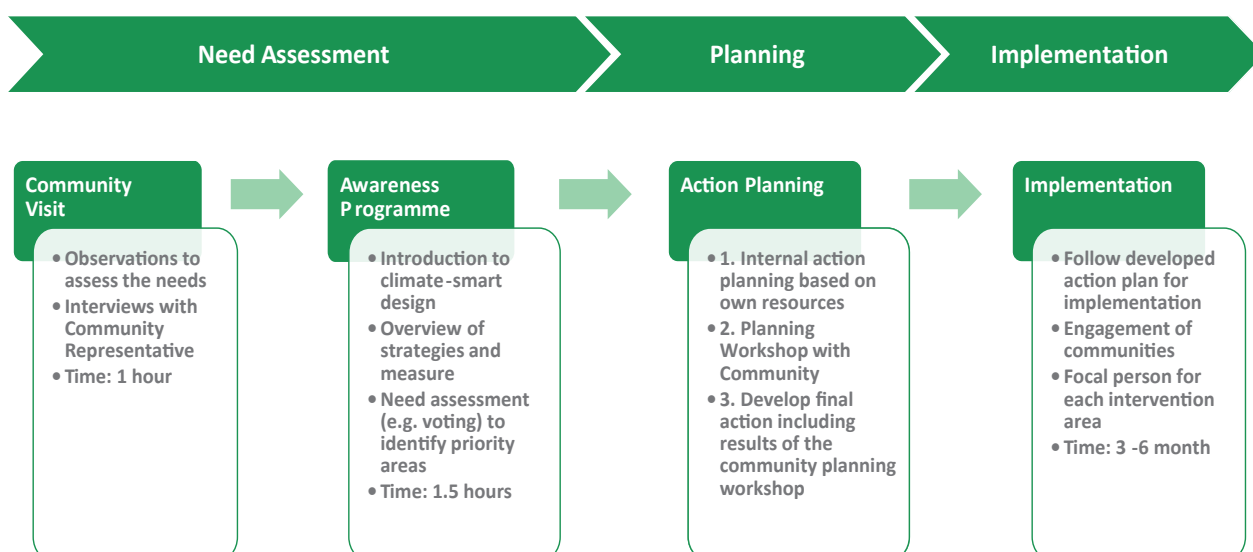 Need Assessment
Planning
Implementation
Community
Visit
• Observations to
assess the needs
• Interviews with
Community
Representative
• Time: 1 hour
Awareness
Programme
• Introduction to
climate-smart
design
• Overview of
strategies and
measure
• Need assessment
(e.g. voting) to
identify priority
areas
• Time: 1.5 hours
Action Planning
• 1. Internal action
planning based on
own resources
• 2. Planning
Workshop with
Community
• 3. Develop final
action including
results of the
community planning
workshop
Implementation
• Follow developed
action plan for
implementation
• Engagement of
communities
• Focal person for
each intervention
area
• Time: 3 -6 month